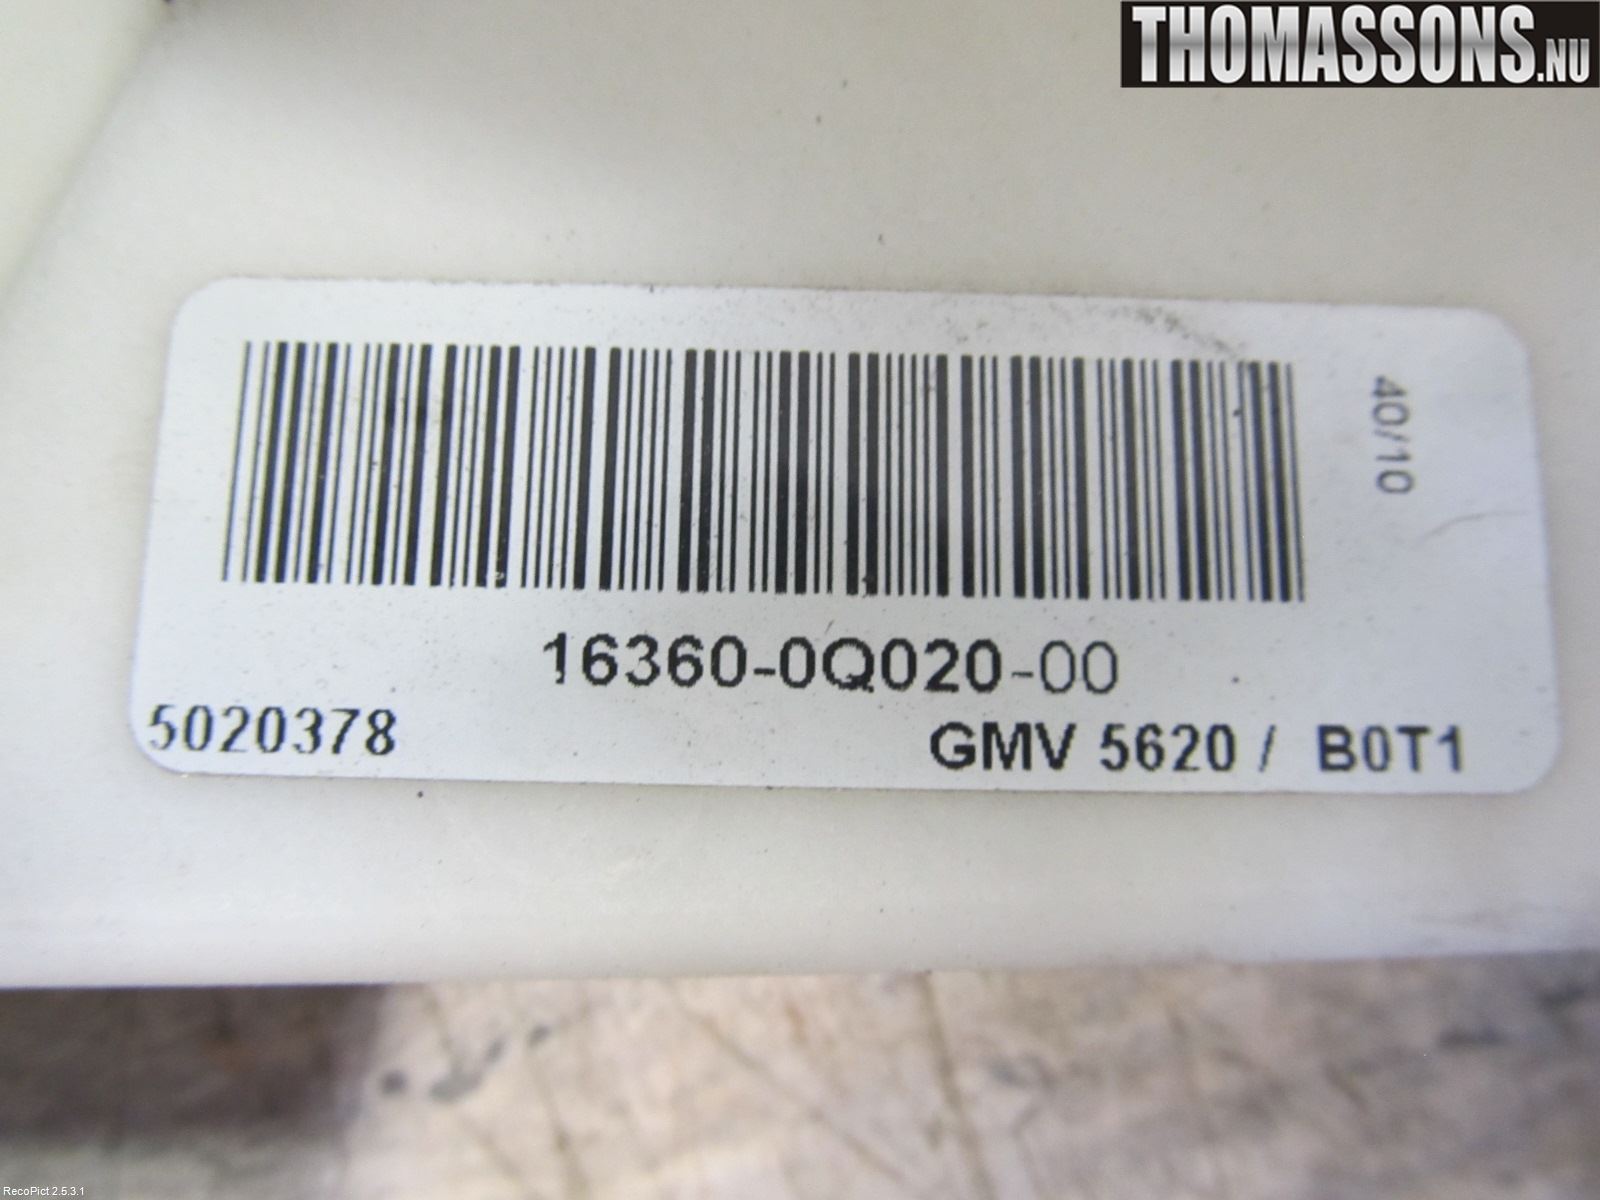 THOMASSONS.NU
40/10
16360-0Q020-00
5020378
GMV 5620 / B0T1
RecoPict 2.5.3.1